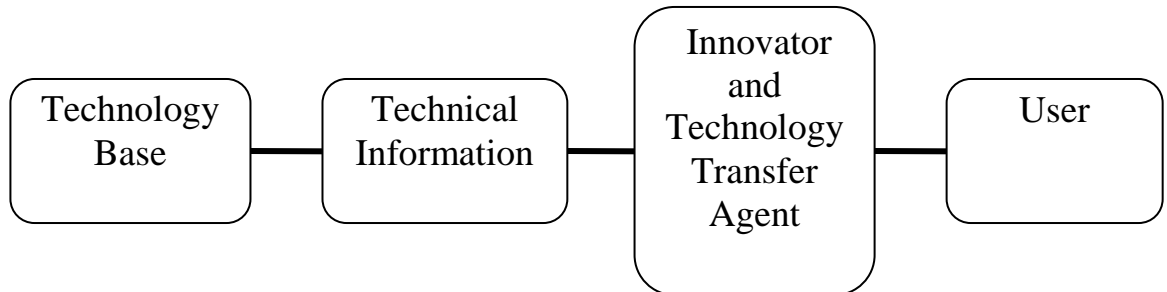 Technology
Base
Technical
Information
Innovator
and
Technology
Transfer
Agent
User